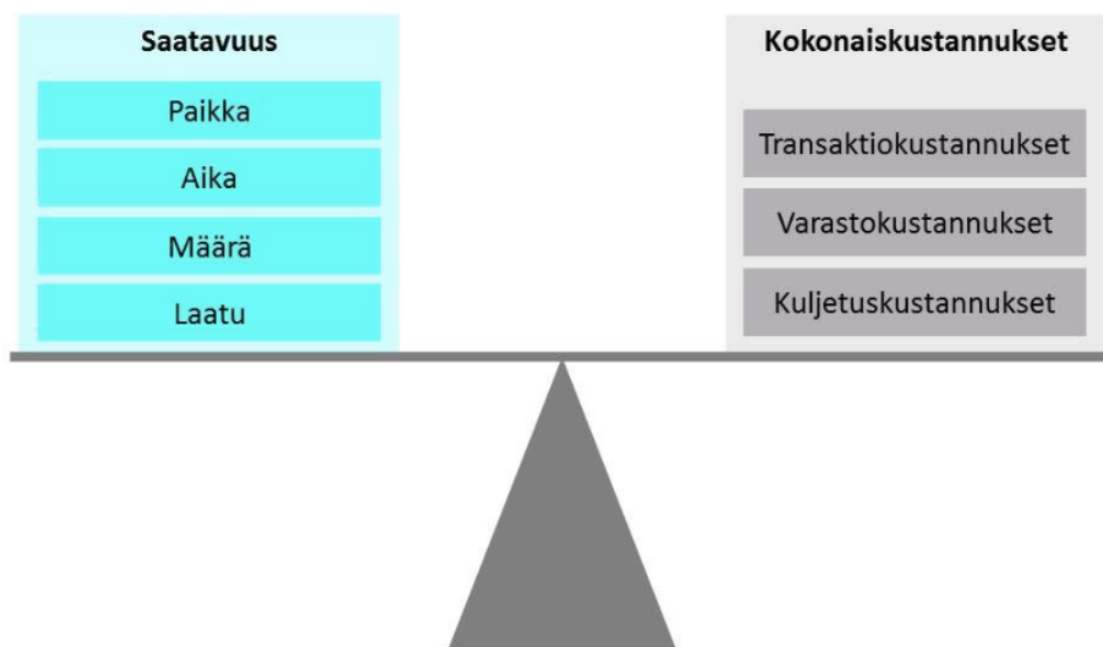 Saatavuus
Paikka
Aika
Määrä
Laatu
Kokonaiskustannukset
Transaktiokustannukset
Varastokustannukset
Kuljetuskustannukset